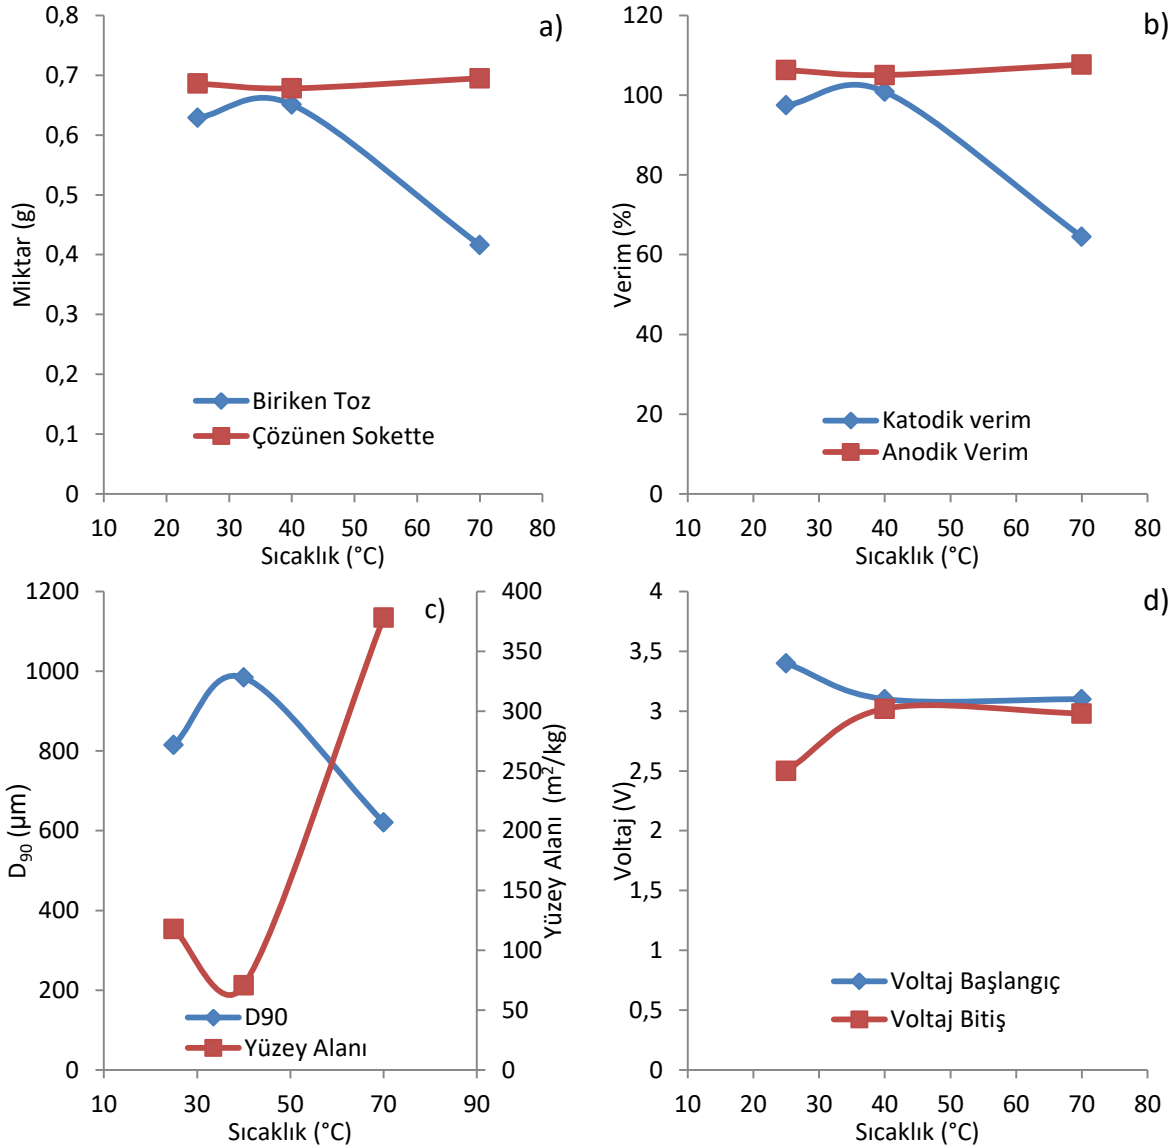 a)
0,8
0,7
0,6
0,5
0,4
0,3
0,2
0,1
0
Miktar (g)
Biriken Toz
Çözünen Sokette
10 20 30 40 50 60 70 80
Sıcaklık (°C)
b)
120
100
80
60
40
20
0
Verim (%)
Katodik verim
Anodik Verim
10 20 30 40 50 60 70 80
Sıcaklık (°C)
c)
1200
1000
800
600
400
200
0
D90 (µm)
400
350
300
250
200
150
100
50
0
Yüzey Alanı (m²/kg)
D90
Yüzey Alanı
10 30 50 70 90
Sıcaklık (°C)
d)
4
3,5
3
2,5
2
1,5
1
0,5
0
Voltaj (V)
Voltaj Başlangıç
Voltaj Bitiş
10 20 30 40 50 60 70 80
Sıcaklık (°C)